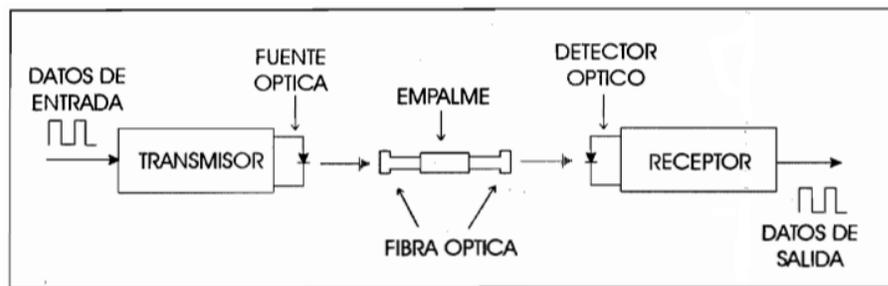 DATOS DE
ENTRADA
TRANSMISOR
FUENTE
OPTICA
EMPALME
FIBRA OPTICA
DETECTOR
OPTICO
RECEPTOR
DATOS DE
SALIDA